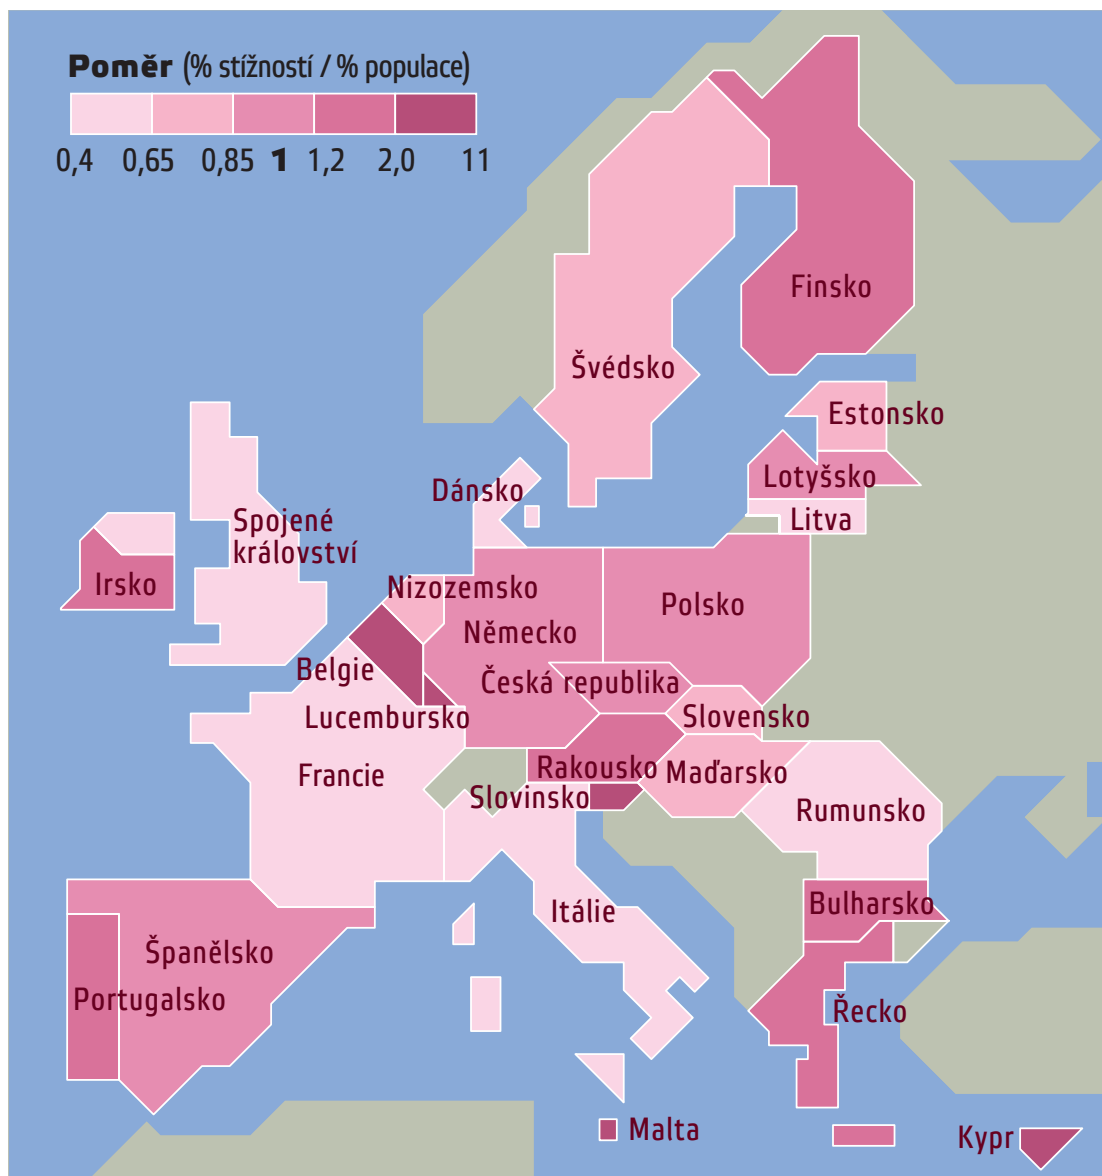 Poměr (% stížností / % populace)
0,4 0,65 0,85 1 1,2 2,0 11
Finsko
Švédsko
Estonsko
Lotyšsko
Dánsko
Litva
Spojené
království
Irsko
Nizozemsko
Polsko
Německo
Belgie
Česká republika
Lucembursko
Slovensko
Francie
Rakousko
Maďarsko
Slovinsko
Rumunsko
Bulharsko
Itálie
Španělsko
Portugalsko
Řecko
Malta
Kypr